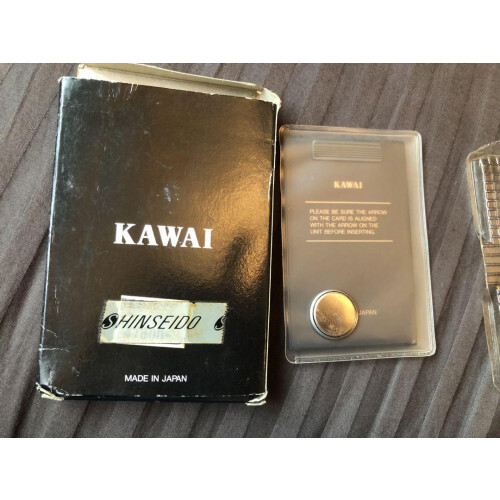 KAWAI
SHINSEIDO S
MADE IN JAPAN
KAWAI
PLEASE BE SURE THE ARROW
ON THE CARD IS ALIGNED
WITH THE ARROW ON THE
UNIT BEFORE INSERTING.
JAPAN